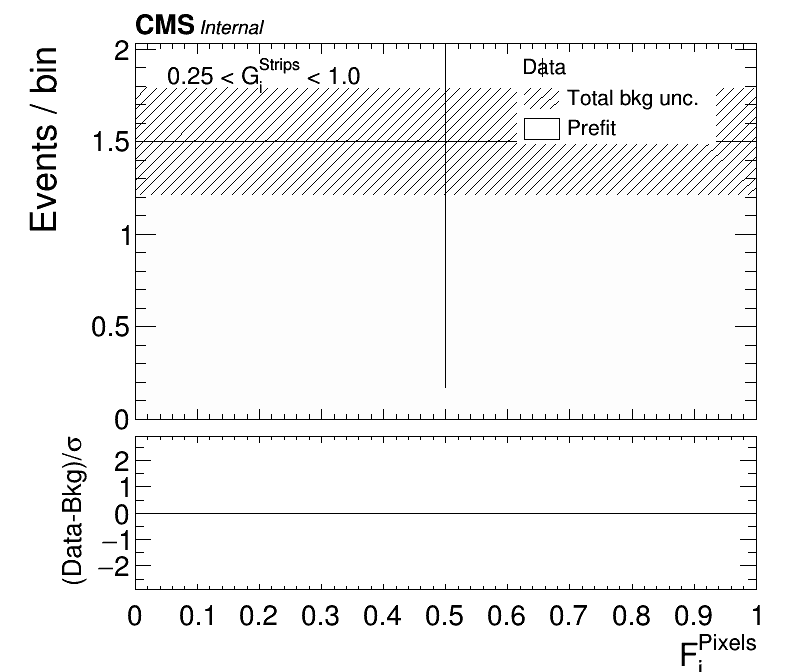 CMS Internal
Events / bin
2
1.5
1
0.5
0
0.25 < G_i^Strips < 1.0
Data
Total bkg unc.
Prefit
(Data-Bkg)/σ
2
1
0
−1
−2
0 0.1 0.2 0.3 0.4 0.5 0.6 0.7 0.8 0.9 1
F_i^Pixels